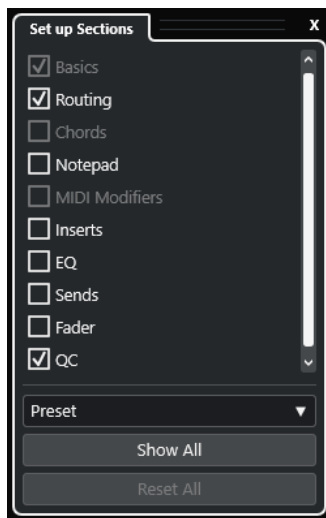 Set up Sections
X
Basics
Routing
Chords
Notepad
MIDI Modifiers
Inserts
EQ
Sends
Fader
QC
Preset
Show All
Reset All